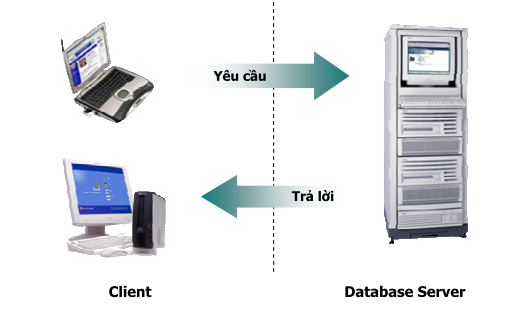 Yêu cầu
Trả lời
Client
Database Server